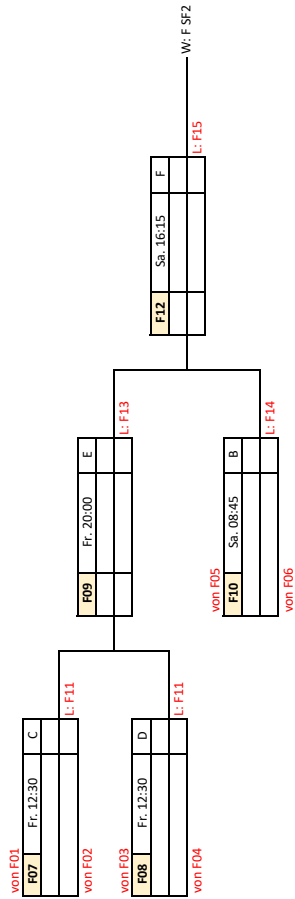 von F01
F07 Fr. 12:30 C
L: F11
von F02
von F03
F08 Fr. 12:30 D
L: F11
von F04
F09 Fr. 20:00 E
L: F13
von F05
F10 Sa. 08:45 B
L: F14
von F06
F12 Sa. 16:15 F
L: F15
W: F SF2